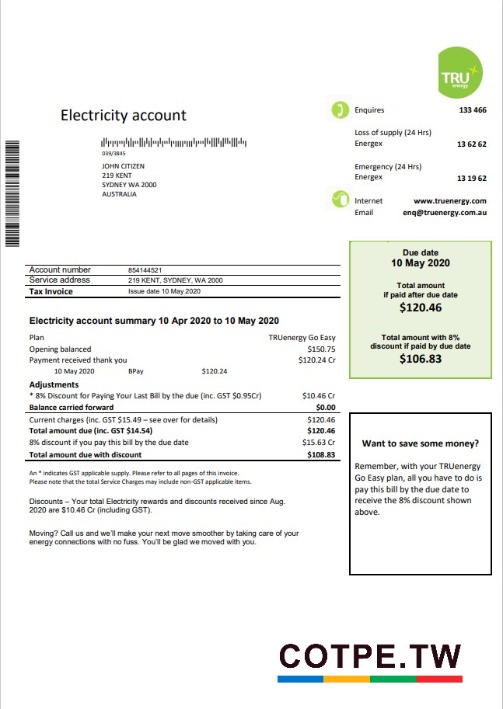 TRU
energy
Electricity account
Enquires 133 466
Loss of supply (24 Hrs)
Energex 13 62 62
Emergency (24 Hrs)
Energex 13 19 62
Internet www.truenergy.com
Email enq@truenergy.com.au
039/3845
JOHN CITIZEN
219 KENT
SYDNEY WA 2000
AUSTRALIA
Due date
10 May 2020
Total amount
if paid after due date
$120.46
Total amount with 8%
discount if paid by due date
$106.83
Account number 854144521
Service address 219 KENT, SYDNEY, WA 2000
Tax Invoice Issue date 10 May 2020
Electricity account summary 10 Apr 2020 to 10 May 2020
Plan TRUenergy Go Easy
Opening balanced $150.75
Payment received thank you $120.24 Cr
10 May 2020 BPay $120.24
Adjustments
* 8% Discount for Paying Your Last Bill by the due (inc. GST $0.95Cr) $10.46 Cr
Balance carried forward $0.00
Current charges (inc. GST $15.49 – see over for details) $120.46
Total amount due (inc. GST $14.54) $120.46
8% discount if you pay this bill by the due date $15.63 Cr
Total amount due with discount $108.83
An * indicates GST applicable supply. Please refer to all pages of this invoice.
Please note that the total Service Charges may include non-GST applicable items.
Discounts – Your total Electricity rewards and discounts received since Aug.
2020 are $10.46 Cr (including GST).
Moving? Call us and we'll make your next move smoother by taking care of your
energy connections with no fuss. You'll be glad we moved with you.
Want to save some money?
Remember, with your TRUenergy
Go Easy plan, all you have to do is
pay this bill by the due date to
receive the 8% discount shown
above.
COTPE.TW